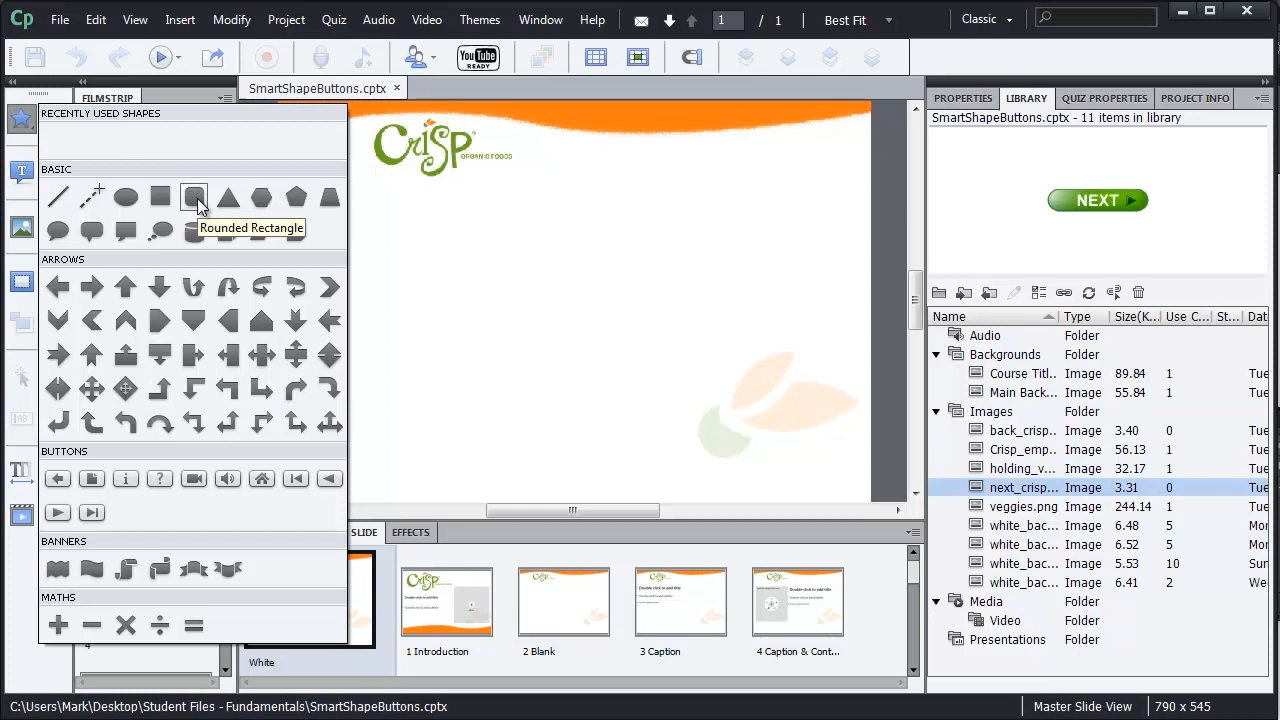 Cp File Edit View Insert Modify Project Quiz Audio Video Themes Window Help 1 / 1 Best Fit Classic
You Tube READY
SmartShapeButtons.cptx
FILMSTRIP
RECENTLY USED SHAPES
BASIC
Rounded Rectangle
ARROWS
BUTTONS
BANNERS
MATHS
CRiSP
ORGANIC FOODS
SLIDE EFFECTS
White
1 Introduction
2 Blank
3 Caption
4 Caption & Cont...
PROPERTIES LIBRARY QUIZ PROPERTIES PROJECT INFO
SmartShapeButtons.cptx - 11 items in library
NEXT
Name Type Size(K... Use C... St... Dat
Audio Folder
Backgrounds Folder
Course Titl.. Image 89.84 1 Tue
Main Back... Image 55.84 1 Tue
Images Folder
back_crisp.. Image 3.40 0 Tue
Crisp_emp.. Image 56.13 1 Tue
holding_v... Image 32.17 1 Tue
next_crisp... Image 3.31 0 Tue
veggies.png Image 244.14 1 Tue
white_bac... Image 6.48 5 Mor
white_bac... Image 6.52 5 Mor
white_bac... Image 5.53 10 Sun
white_bac... Image 6.41 2 We
Media Folder
Video Folder
Presentations Folder
C:\Users\Mark\Desktop\Student Files - Fundamentals\SmartShapeButtons.cptx
Master Slide View 790 x 545